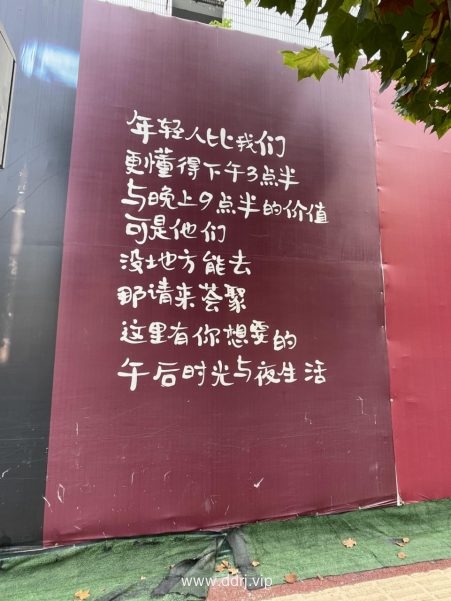 年轻人比我们
更懂得下午3点半
与晚上9点半的价值
可是他们
没地方能去
那请来荟聚
这里有你想要的
午后时光与夜生活
www.ddrj.vip